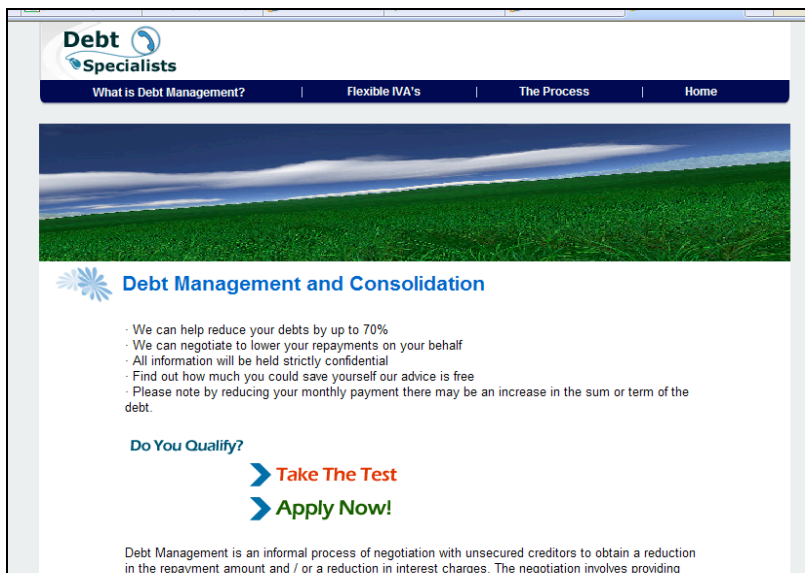 Debt
Specialists
What is Debt Management? | Flexible IVA's | The Process | Home
Debt Management and Consolidation
· We can help reduce your debts by up to 70%
· We can negotiate to lower your repayments on your behalf
· All information will be held strictly confidential
· Find out how much you could save yourself our advice is free
· Please note by reducing your monthly payment there may be an increase in the sum or term of the
debt.
Do You Qualify?
Take The Test
Apply Now!
Debt Management is an informal process of negotiation with unsecured creditors to obtain a reduction
in the repayment amount and / or a reduction in interest charges. The negotiation involves providing